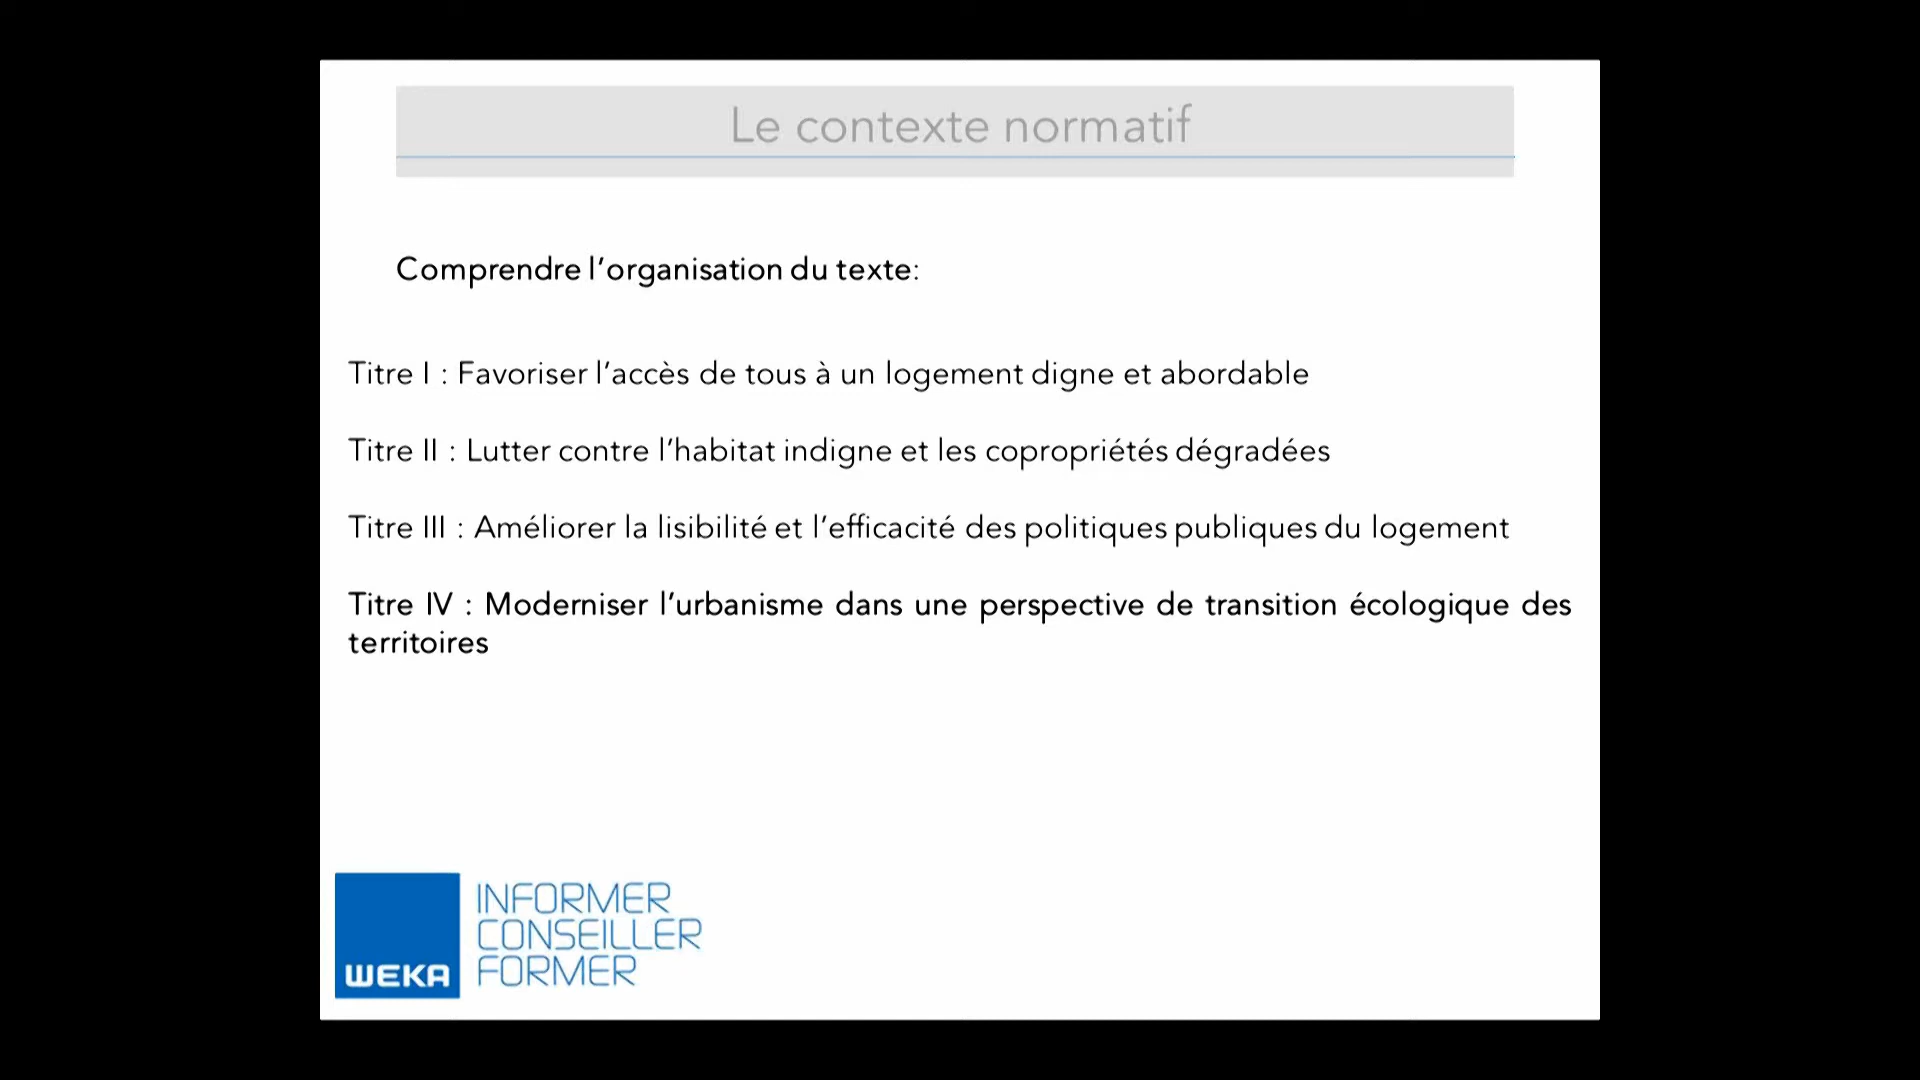 Le contexte normatif
Comprendre l’organisation du texte:
Titre I : Favoriser l’accès de tous à un logement digne et abordable
Titre II : Lutter contre l’habitat indigne et les copropriétés dégradées
Titre III : Améliorer la lisibilité et l’efficacité des politiques publiques du logement
Titre IV : Moderniser l’urbanisme dans une perspective de transition écologique des
territoires
INFORMER
CONSEILLER
FORMER
WEKA